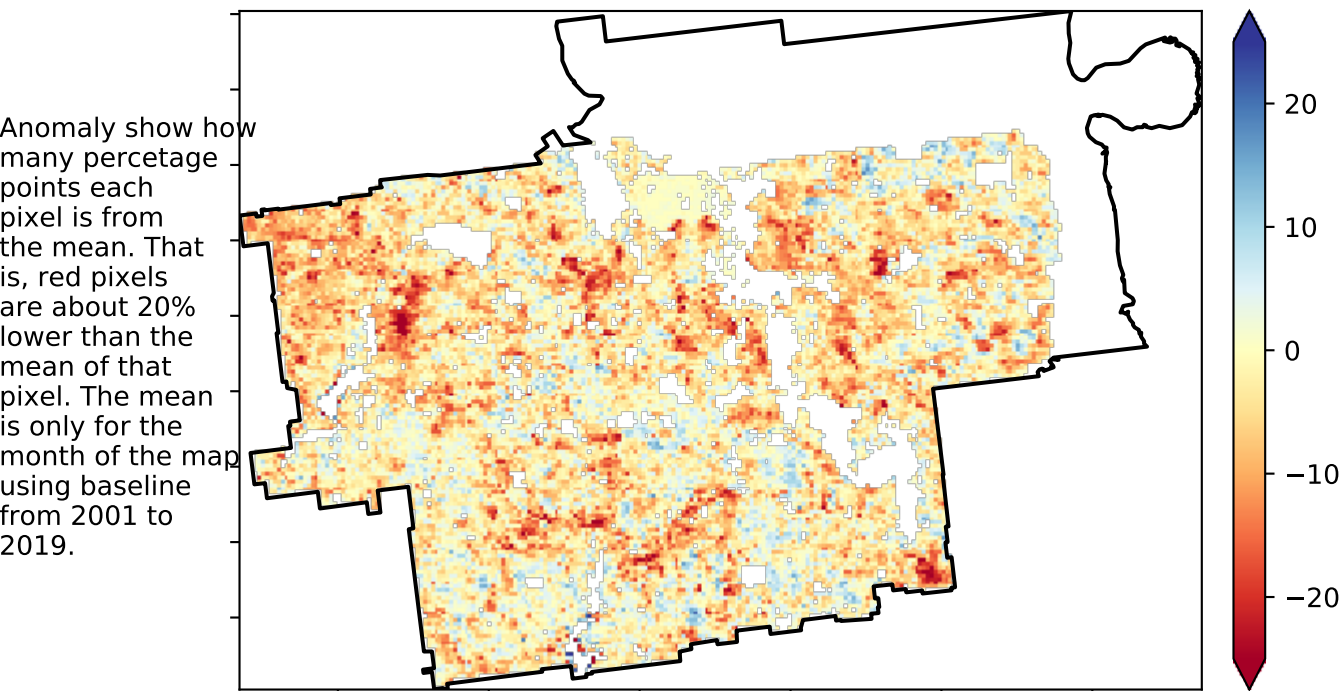 Anomaly show how
many percetage
points each
pixel is from
the mean. That
is, red pixels
are about 20%
lower than the
mean of that
pixel. The mean
is only for the
month of the map
using baseline
from 2001 to
2019.
20
10
0
−10
−20